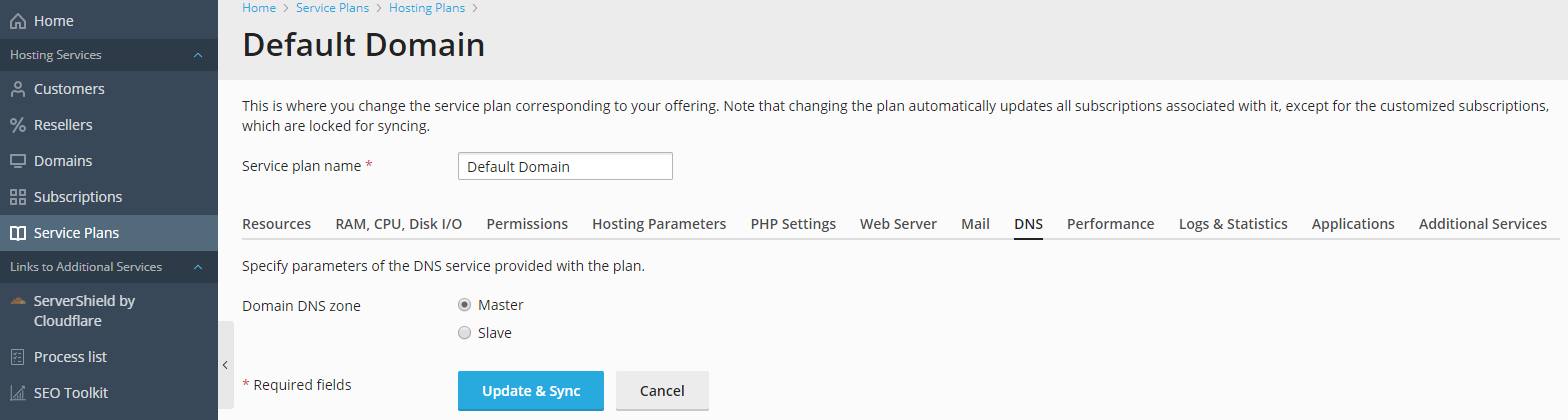 Home
Hosting Services
Customers
Resellers
Domains
Subscriptions
Service Plans
Links to Additional Services
ServerShield by
Cloudflare
Process list
SEO Toolkit
Home > Service Plans > Hosting Plans >
Default Domain
This is where you change the service plan corresponding to your offering. Note that changing the plan automatically updates all subscriptions associated with it, except for the customized subscriptions,
which are locked for syncing.
Service plan name * Default Domain
Resources RAM, CPU, Disk I/O Permissions Hosting Parameters PHP Settings Web Server Mail DNS Performance Logs & Statistics Applications Additional Services
Specify parameters of the DNS service provided with the plan.
Domain DNS zone Master
Slave
* Required fields Update & Sync Cancel